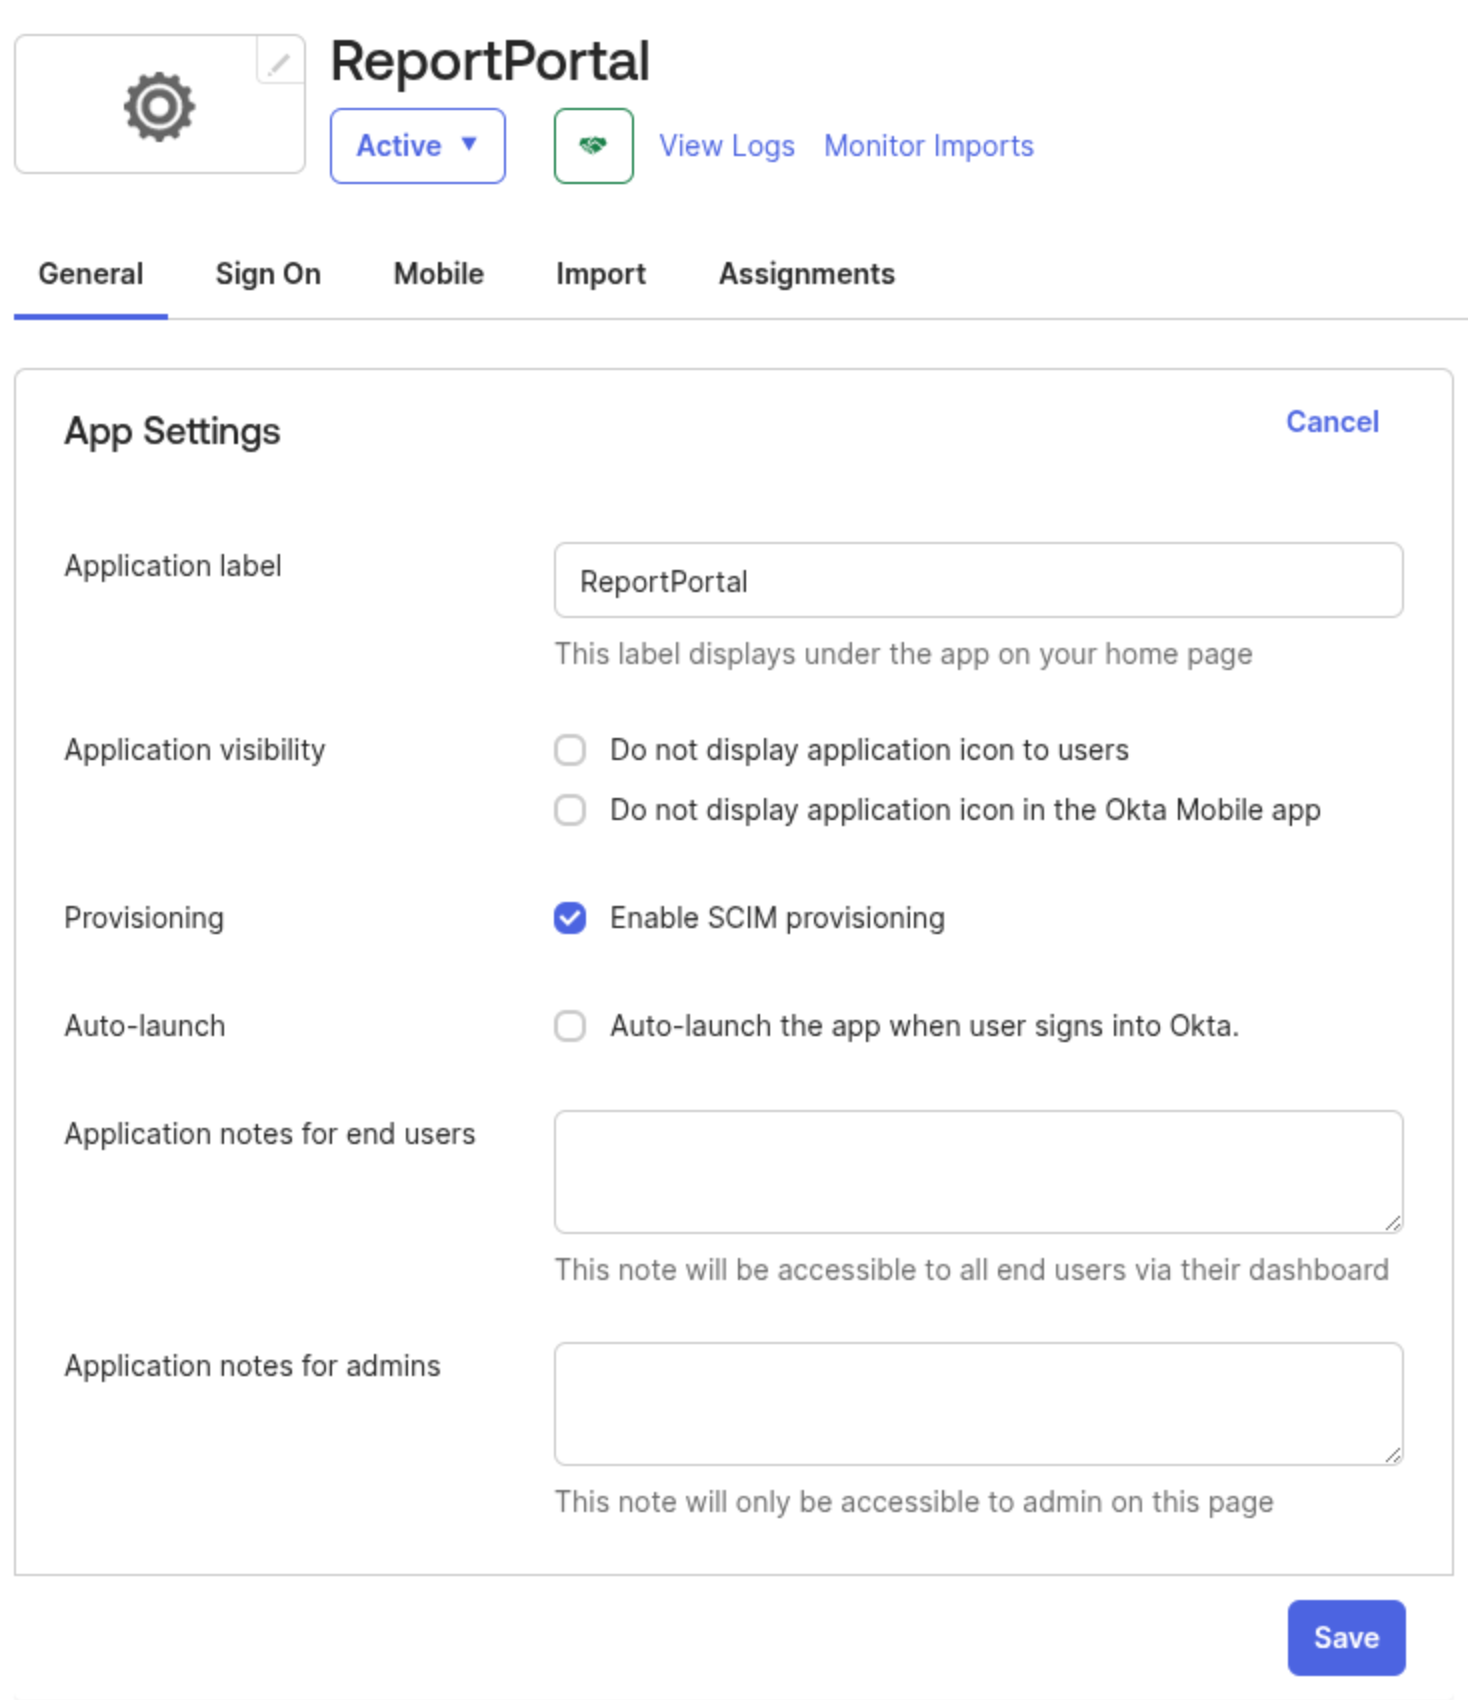 ReportPortal
Active
View Logs
Monitor Imports
General
Sign On
Mobile
Import
Assignments
App Settings
Cancel
Application label
ReportPortal
This label displays under the app on your home page
Application visibility
Do not display application icon to users
Do not display application icon in the Okta Mobile app
Provisioning
Enable SCIM provisioning
Auto-launch
Auto-launch the app when user signs into Okta.
Application notes for end users
This note will be accessible to all end users via their dashboard
Application notes for admins
This note will only be accessible to admin on this page
Save